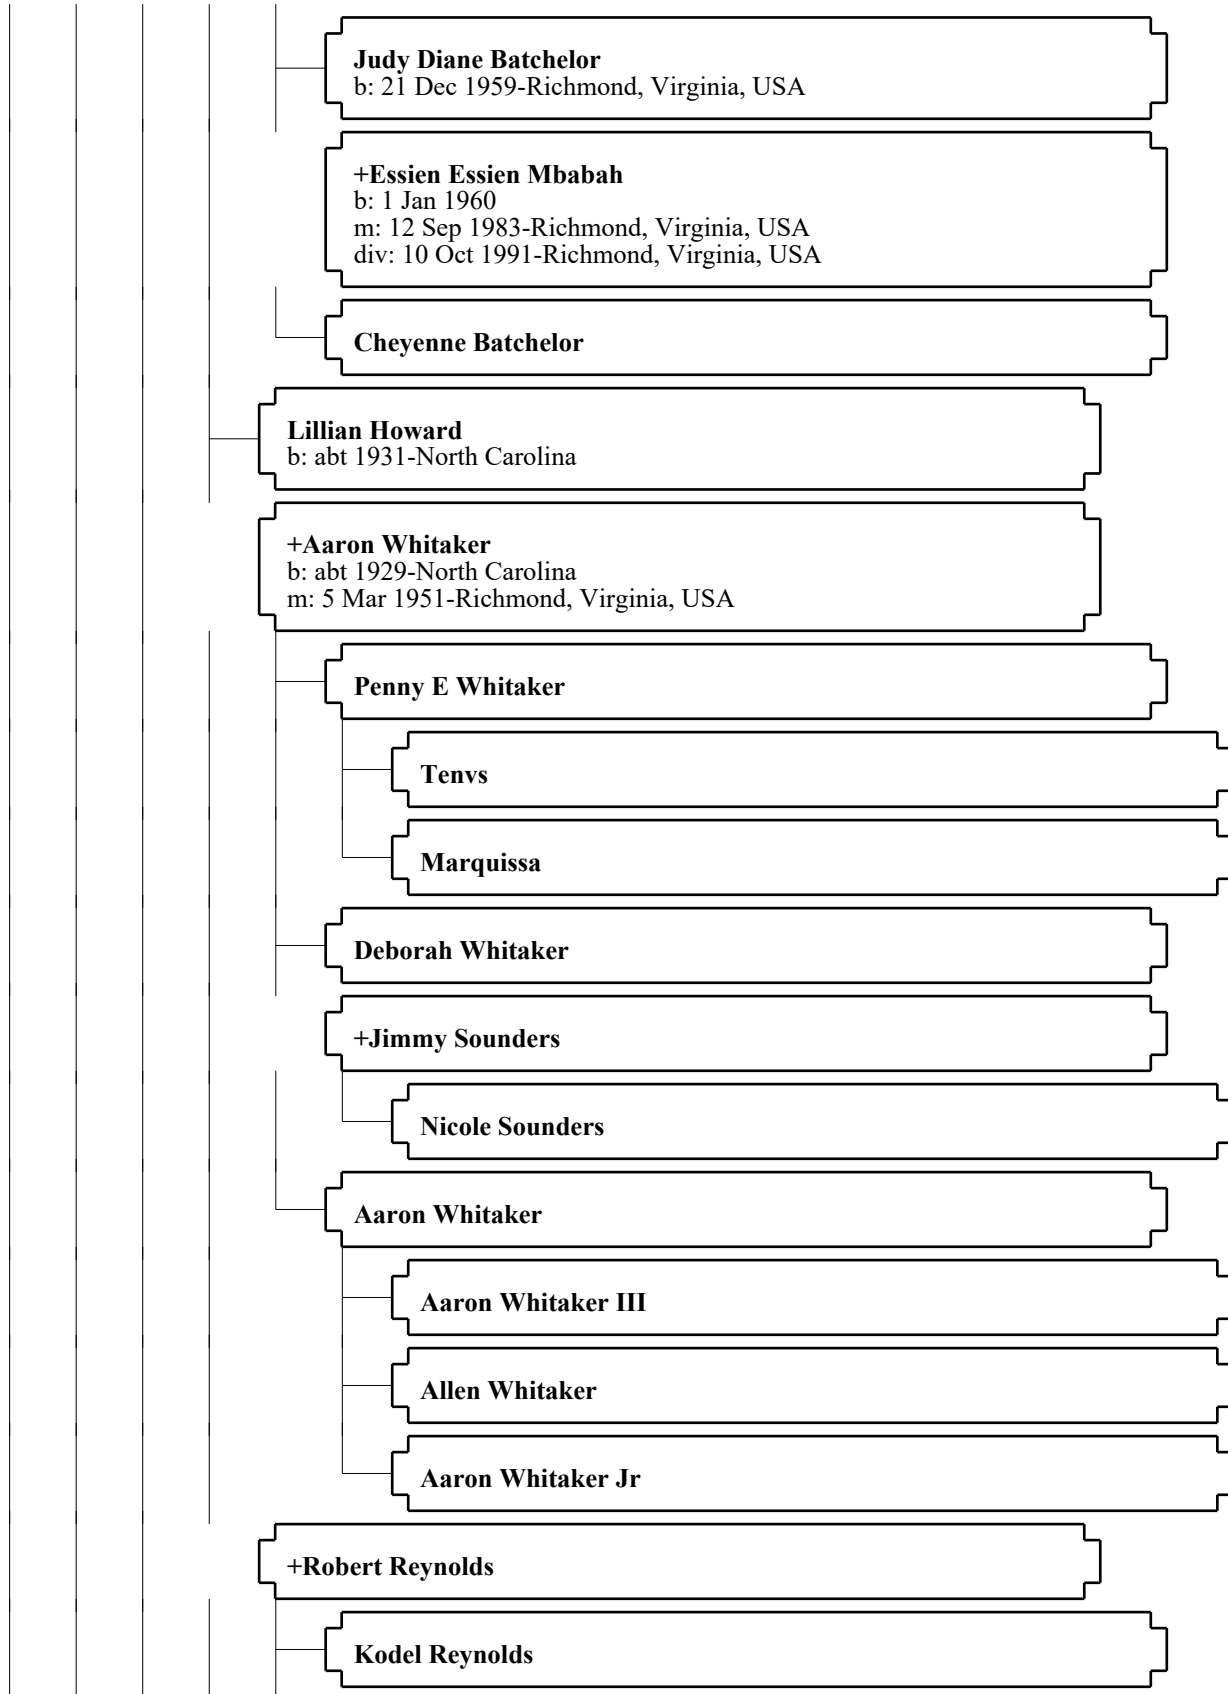 Judy Diane Batchelor
b: 21 Dec 1959-Richmond, Virginia, USA
+Essien Essien Mbabah
b: 1 Jan 1960
m: 12 Sep 1983-Richmond, Virginia, USA
div: 10 Oct 1991-Richmond, Virginia, USA
Cheyenne Batchelor
Lillian Howard
b: abt 1931-North Carolina
+Aaron Whitaker
b: abt 1929-North Carolina
m: 5 Mar 1951-Richmond, Virginia, USA
Penny E Whitaker
Tenvs
Marquissa
Deborah Whitaker
+Jimmy Sounders
Nicole Sounders
Aaron Whitaker
Aaron Whitaker III
Allen Whitaker
Aaron Whitaker Jr
+Robert Reynolds
Kodel Reynolds